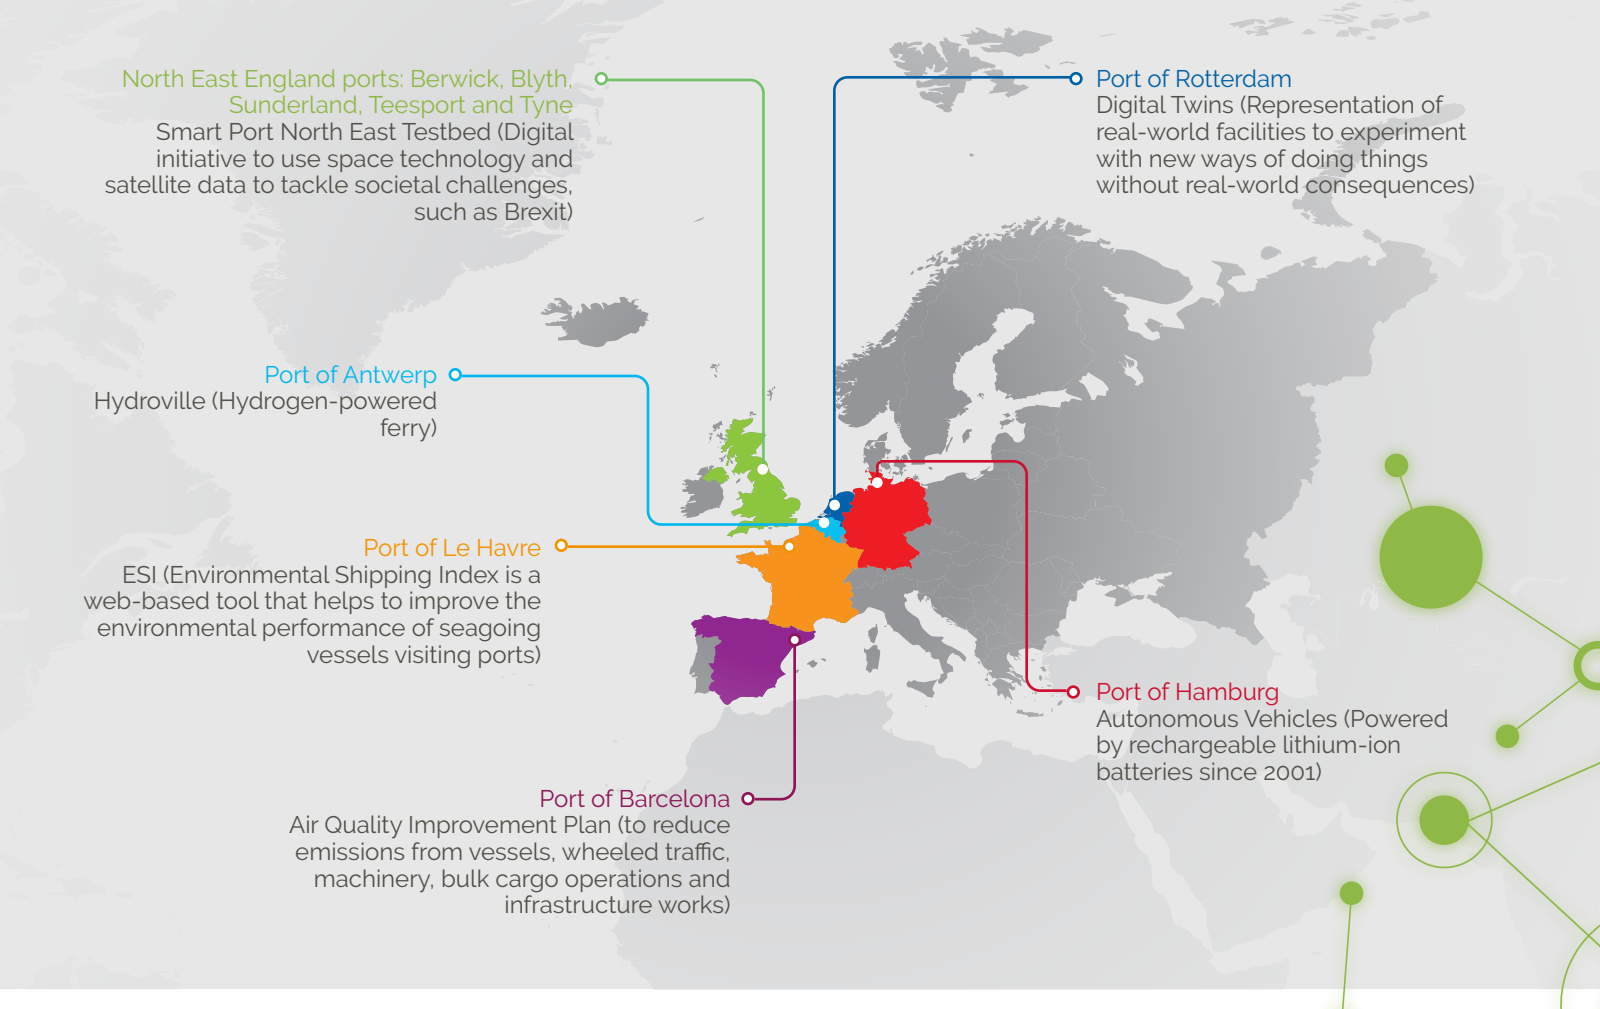 North East England ports: Berwick, Blyth,
Sunderland, Teesport and Tyne
Smart Port North East Testbed (Digital
initiative to use space technology and
satellite data to tackle societal challenges,
such as Brexit)
Port of Rotterdam
Digital Twins (Representation of
real-world facilities to experiment
with new ways of doing things
without real-world consequences)
Port of Antwerp
Hydroville (Hydrogen-powered
ferry)
Port of Le Havre
ESI (Environmental Shipping Index is a
web-based tool that helps to improve the
environmental performance of seagoing
vessels visiting ports)
Port of Hamburg
Autonomous Vehicles (Powered
by rechargeable lithium-ion
batteries since 2001)
Port of Barcelona
Air Quality Improvement Plan (to reduce
emissions from vessels, wheeled traffic,
machinery, bulk cargo operations and
infrastructure works)